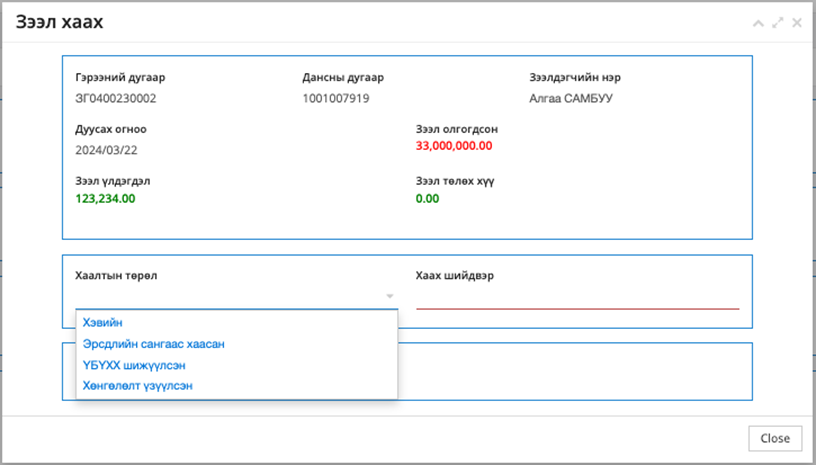 Зээл хаах
Гэрээний дугаар Дансны дугаар Зээлдэгчийн нэр
ЗГ0400230002 1001007919 Алгаа САМБУУ
Дуусах огноо Зээл олгогдсон
2024/03/22 33,000,000.00
Зээл үлдэгдэл Зээл төлөх хүү
123,234.00 0.00
Хаалтын төрөл Хаах шийдвэр
Хэвийн
Эрсдлийн сангаас хаасан
ҮБҮХХ шижүүлсэн
Хөнгөлөлт үзүүлсэн
Close